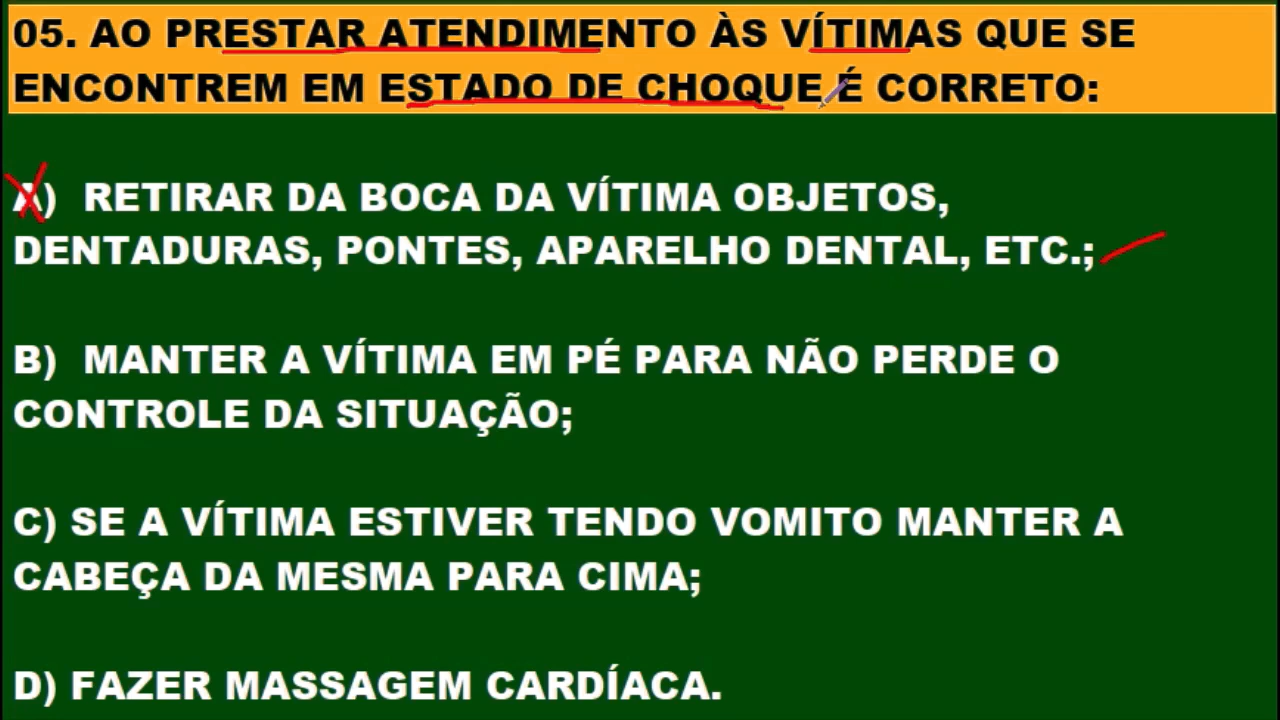 05. AO PRESTAR ATENDIMENTO ÀS VÍTIMAS QUE SE
ENCONTREM EM ESTADO DE CHOQUE É CORRETO:
A) RETIRAR DA BOCA DA VÍTIMA OBJETOS,
DENTADURAS, PONTES, APARELHO DENTAL, ETC.;
B) MANTER A VÍTIMA EM PÉ PARA NÃO PERDE O
CONTROLE DA SITUAÇÃO;
C) SE A VÍTIMA ESTIVER TENDO VOMITO MANTER A
CABEÇA DA MESMA PARA CIMA;
D) FAZER MASSAGEM CARDÍACA.